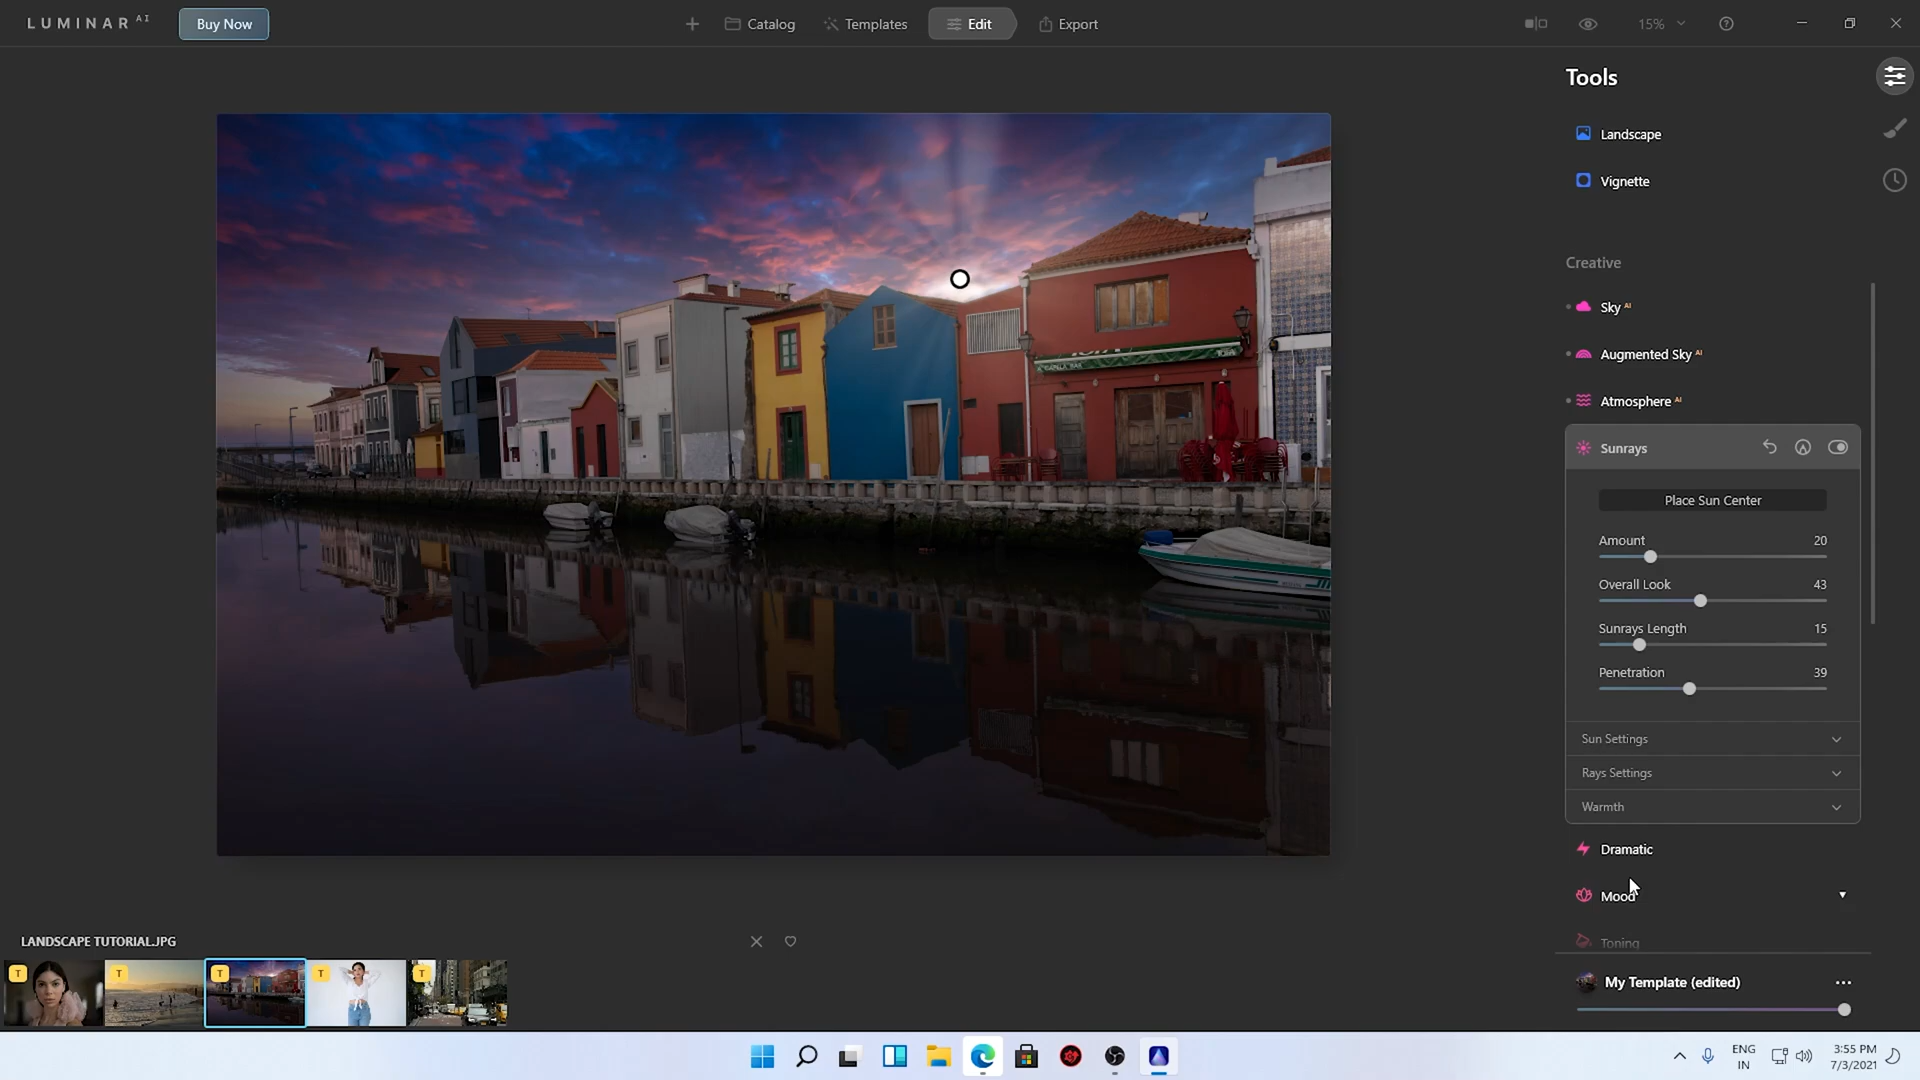 LUMINAR AI
Buy Now
Catalog
Templates
Edit
Export
15%
Tools
Landscape
Vignette
Creative
Sky AI
Augmented Sky AI
Atmosphere AI
Sunrays
Place Sun Center
Amount 20
Overall Look 43
Sunrays Length 15
Penetration 39
Sun Settings
Rays Settings
Warmth
Dramatic
Mood
Toning
My Template (edited)
LANDSCAPE TUTORIAL.JPG
T T T T T
ENG
IN
3:55 PM
7/3/2021